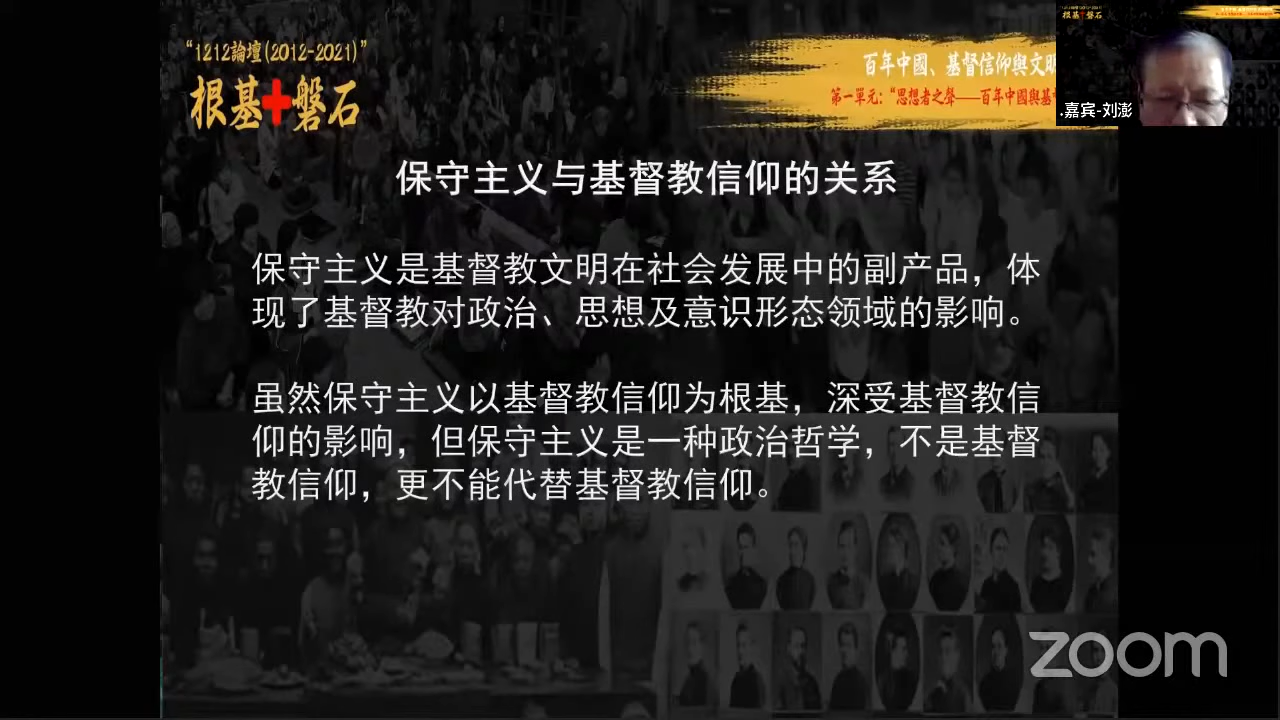 “1212論壇(2012-2021)”
根基+磐石
百年中國、基督信仰與文明
第一單元:“思想者之聲——百年中國與基
根基+磐石
.嘉宾-刘澎
保守主义与基督教信仰的关系
保守主义是基督教文明在社会发展中的副产品，体
现了基督教对政治、思想及意识形态领域的影响。
虽然保守主义以基督教信仰为根基，深受基督教信
仰的影响，但保守主义是一种政治哲学，不是基督
教信仰，更不能代替基督教信仰。
zoom